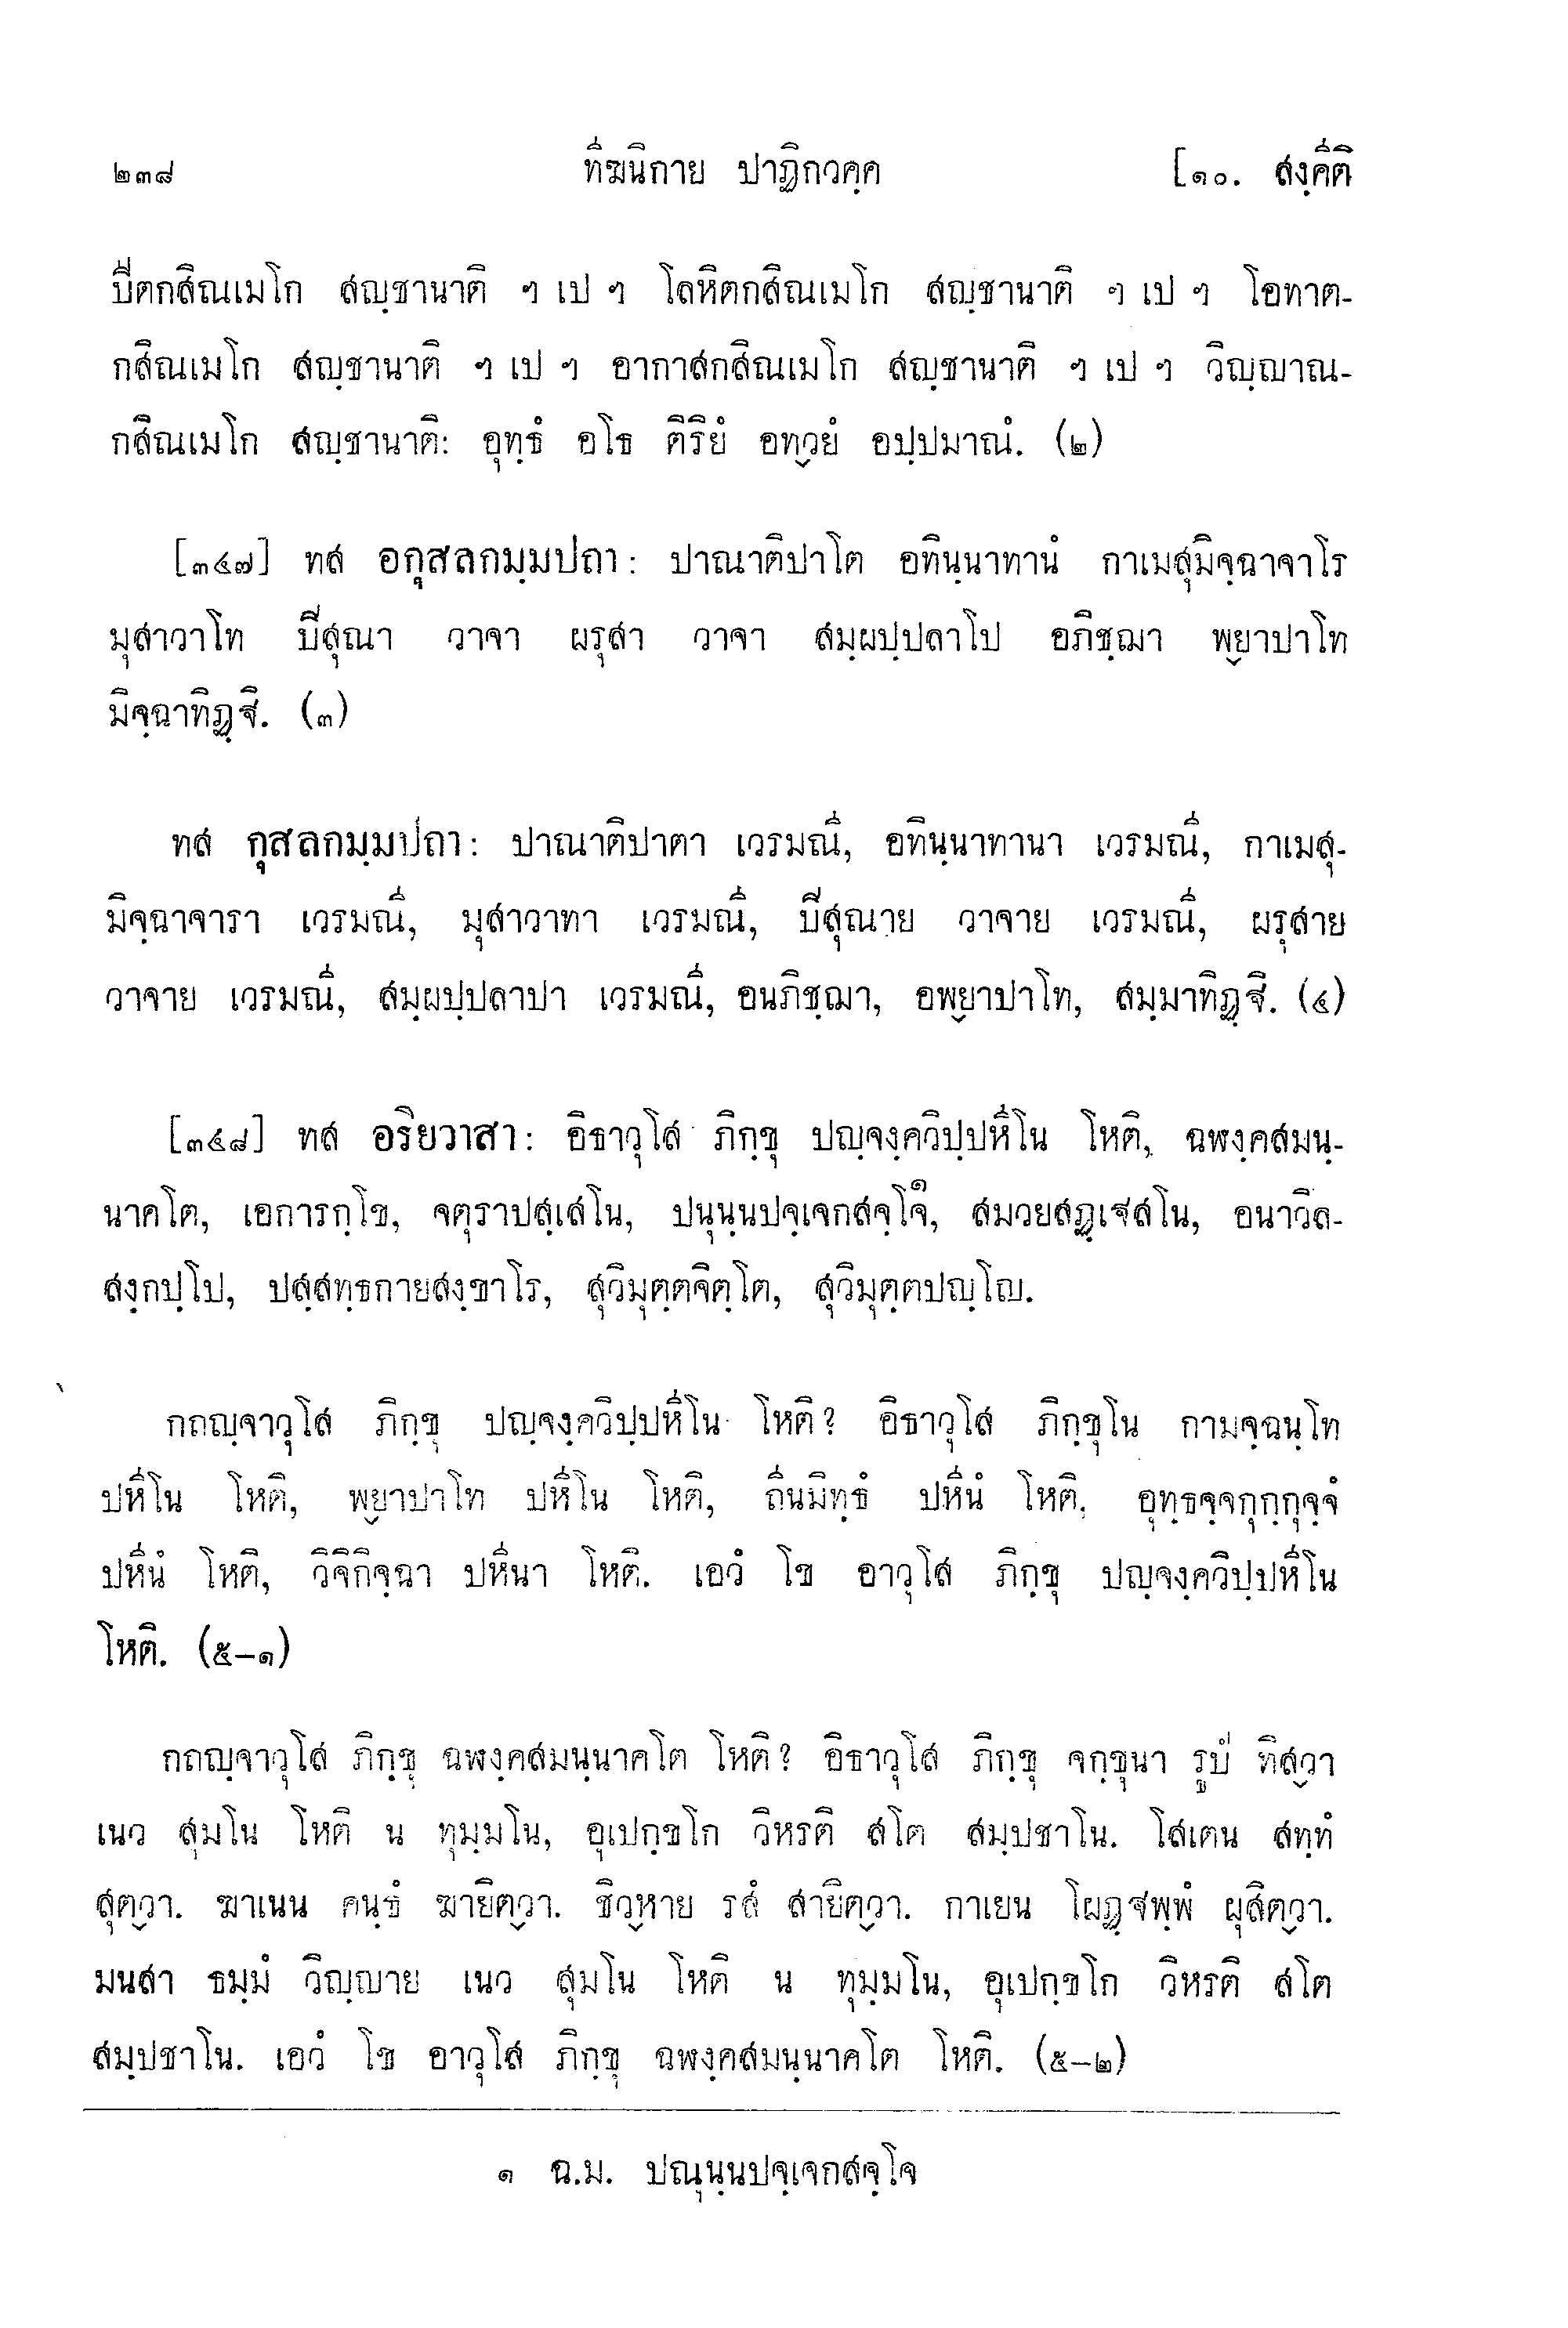 ๒๓๘ ทีฆนิกาย ปาฏิกวคฺค [๑๐. สงฺคีติ
ปีตกสิณเมโก สญฺชานาติ ฯ เป ฯ โลหิตกสิณเมโก สญฺชานาติ ฯ เป ฯ โอทาต-
กสิณเมโก สญฺชานาติ ฯ เป ฯ อากาสกสิณเมโก สญฺชานาติ ฯ เป ฯ วิญฺญาณ-
กสิณเมโก สญฺชานาติ: อุทฺธํ อโธ ติริยํ อทฺวยํ อปฺปมาณํ. (๒)
[๓๔๗] ทส อกุสลกมฺมปถา: ปาณาติปาโต อทินฺนาทานํ กาเมสุมิจฺฉาจาโร
มุสาวาโท ปิสุณา วาจา ผรุสา วาจา สมฺผปฺปลาโป อภิชฺฌา พฺยาปาโท
มิจฺฉาทิฏฺฐิ. (๓)
ทส กุสลกมฺมปถา: ปาณาติปาตา เวรมณี, อทินฺนาทานา เวรมณี, กาเมสุ-
มิจฺฉาจารา เวรมณี, มุสาวาทา เวรมณี, ปิสุณาย วาจาย เวรมณี, ผรุสาย
วาจาย เวรมณี, สมฺผปฺปลาปา เวรมณี, อนภิชฺฌา, อพฺยาปาโท, สมฺมาทิฏฺฐิ. (๔)
[๓๔๘] ทส อริยวาสา: อิธาวุโส ภิกฺขุ ปญฺจงฺควิปฺปหีโน โหติ, ฉฬงฺคสมนฺ-
นาคโต, เอการกฺโข, จตุราปสฺเสโน, ปนุนฺนปจฺเจกสจฺโจ๑, สมวยสฏฺเฐสโน, อนาวิล-
สงฺกปฺโป, ปสฺสทฺธกายสงฺขาโร, สุวิมุตฺตจิตฺโต, สุวิมุตฺตปญฺโญ.
กถญฺจาวุโส ภิกฺขุ ปญฺจงฺควิปฺปหีโน โหติ? อิธาวุโส ภิกฺขุโน กามจฺฉนฺโท
ปหีโน โหติ, พฺยาปาโท ปหีโน โหติ, ถีนมิทฺธํ ปหีนํ โหติ, อุทฺธจฺจกุกฺกุจฺจํ
ปหีนํ โหติ, วิจิกิจฺฉา ปหีนา โหติ. เอวํ โข อาวุโส ภิกฺขุ ปญฺจงฺควิปฺปหีโน
โหติ. (๕-๑)
กถญฺจาวุโส ภิกฺขุ ฉฬงฺคสมนฺนาคโต โหติ? อิธาวุโส ภิกฺขุ จกฺขุนา รูปํ ทิสฺวา
เนว สุมโน โหติ น ทุมฺมโน, อุเปกฺขโก วิหรติ สโต สมฺปชาโน. โสเตน สทฺทํ
สุตฺวา. ฆาเนน คนฺธํ ฆายิตฺวา. ชิวฺหาย รสํ สายิตฺวา. กาเยน โผฏฺฐพฺพํ ผุสิตฺวา.
มนสา ธมฺมํ วิญฺญาย เนว สุมโน โหติ น ทุมฺมโน, อุเปกฺขโก วิหรติ สโต
สมฺปชาโน. เอวํ โข อาวุโส ภิกฺขุ ฉฬงฺคสมนฺนาคโต โหติ. (๕-๒)
๑ ฉ.ม. ปณุนฺนปจฺเจกสจฺโจ